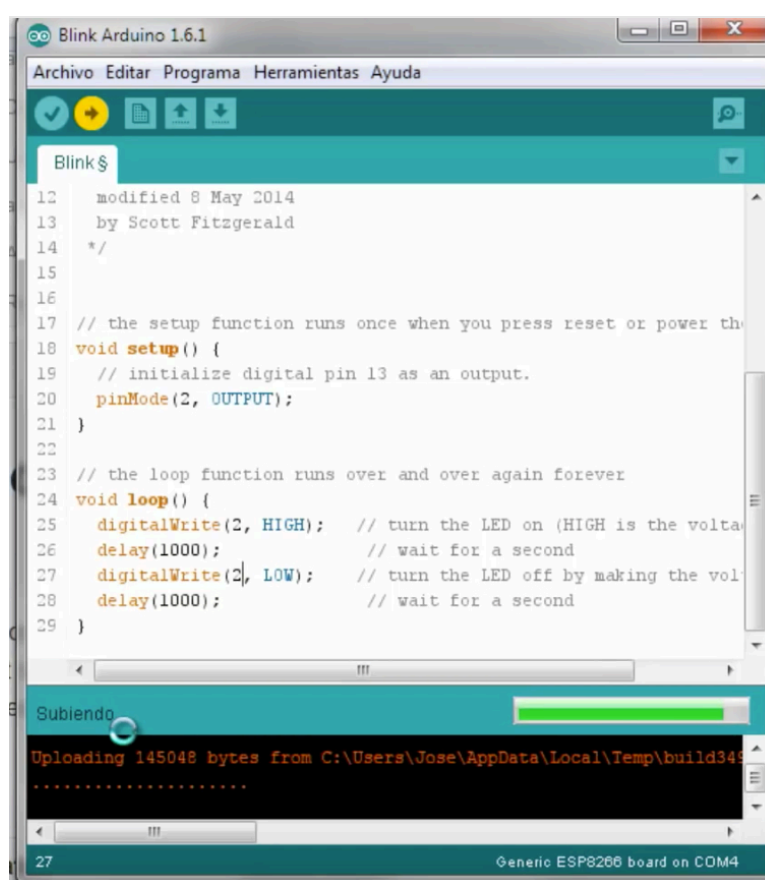 Blink Arduino 1.6.1
Archivo Editar Programa Herramientas Ayuda
Blink §
12 modified 8 May 2014
13 by Scott Fitzgerald
14 */
15
16
17 // the setup function runs once when you press reset or power the
18 void setup() {
19 // initialize digital pin 13 as an output.
20 pinMode(2, OUTPUT);
21 }
22
23 // the loop function runs over and over again forever
24 void loop() {
25 digitalWrite(2, HIGH); // turn the LED on (HIGH is the volta
26 delay(1000); // wait for a second
27 digitalWrite(2, LOW); // turn the LED off by making the vol
28 delay(1000); // wait for a second
29 }
Subiendo
Uploading 145048 bytes from C:\Users\Jose\AppData\Local\Temp\build349
.....................
27 Generic ESP8266 board on COM4